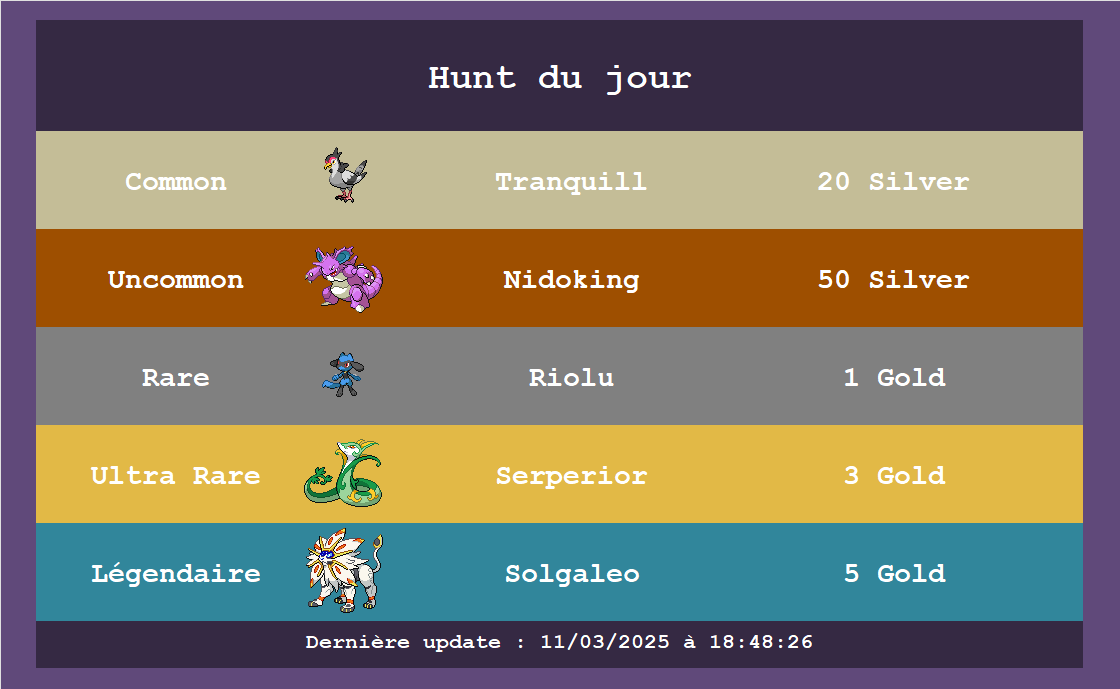 Hunt du jour
Common Tranquill 20 Silver
Uncommon Nidoking 50 Silver
Rare Riolu 1 Gold
Ultra Rare Serperior 3 Gold
Légendaire Solgaleo 5 Gold
Dernière update : 11/03/2025 à 18:48:26